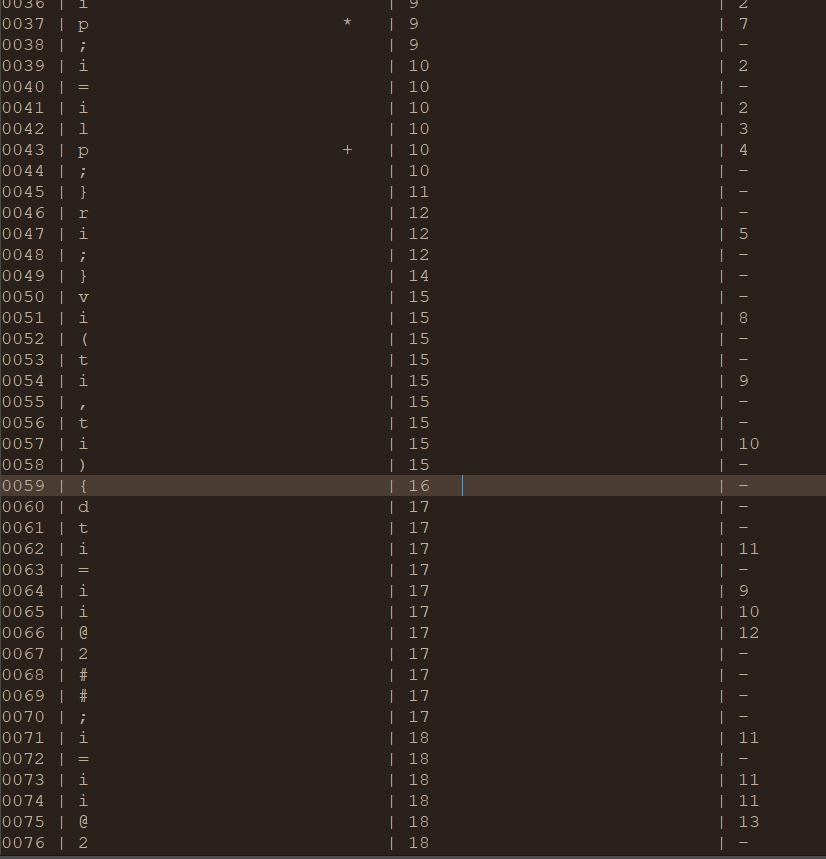 0036 | i | 9 | 2
0037 | p * | 9 | 7
0038 | ; | 9 | -
0039 | i | 10 | 2
0040 | = | 10 | -
0041 | i | 10 | 2
0042 | l | 10 | 3
0043 | p + | 10 | 4
0044 | ; | 10 | -
0045 | } | 11 | -
0046 | r | 12 | -
0047 | i | 12 | 5
0048 | ; | 12 | -
0049 | } | 14 | -
0050 | v | 15 | -
0051 | i | 15 | 8
0052 | ( | 15 | -
0053 | t | 15 | -
0054 | i | 15 | 9
0055 | , | 15 | -
0056 | t | 15 | -
0057 | i | 15 | 10
0058 | ) | 15 | -
0059 | { | 16 | -
0060 | d | 17 | -
0061 | t | 17 | -
0062 | i | 17 | 11
0063 | = | 17 | -
0064 | i | 17 | 9
0065 | i | 17 | 10
0066 | @ | 17 | 12
0067 | 2 | 17 | -
0068 | # | 17 | -
0069 | # | 17 | -
0070 | ; | 17 | -
0071 | i | 18 | 11
0072 | = | 18 | -
0073 | i | 18 | 11
0074 | i | 18 | 11
0075 | @ | 18 | 13
0076 | 2 | 18 | -